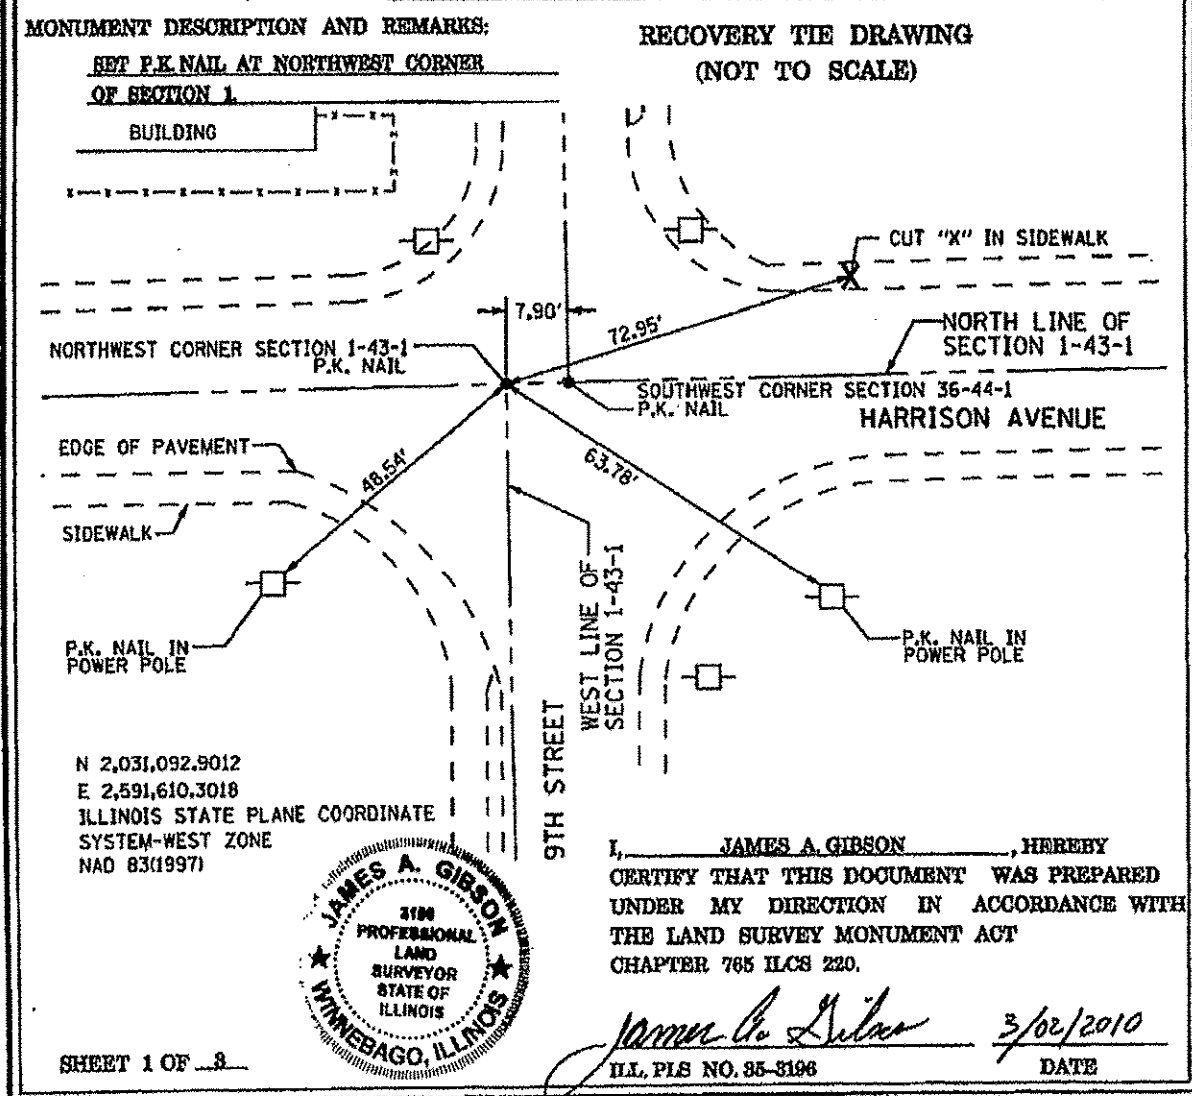 MONUMENT DESCRIPTION AND REMARKS:
SET P.K. NAIL AT NORTHWEST CORNER
OF SECTION 1.
RECOVERY TIE DRAWING
(NOT TO SCALE)
BUILDING
CUT "X" IN SIDEWALK
7.90'
72.95'
NORTH LINE OF
SECTION 1-43-1
NORTHWEST CORNER SECTION 1-43-1
P.K. NAIL
SOUTHWEST CORNER SECTION 36-44-1
P.K. NAIL
HARRISON AVENUE
EDGE OF PAVEMENT
48.54'
63.78'
SIDEWALK
WEST LINE OF
SECTION 1-43-1
P.K. NAIL IN
POWER POLE
P.K. NAIL IN
POWER POLE
9TH STREET
N 2,031,092.9012
E 2,591,610.3018
ILLINOIS STATE PLANE COORDINATE
SYSTEM-WEST ZONE
NAD 83(1997)
JAMES A. GIBSON
3196
PROFESSIONAL
LAND
SURVEYOR
STATE OF
ILLINOIS
WINNEBAGO, ILLINOIS
I, JAMES A. GIBSON, HEREBY
CERTIFY THAT THIS DOCUMENT WAS PREPARED
UNDER MY DIRECTION IN ACCORDANCE WITH
THE LAND SURVEY MONUMENT ACT
CHAPTER 765 ILCS 220.
James A. Gibson 3/02/2010
ILL. PLS NO. 35-3196 DATE
SHEET 1 OF 3